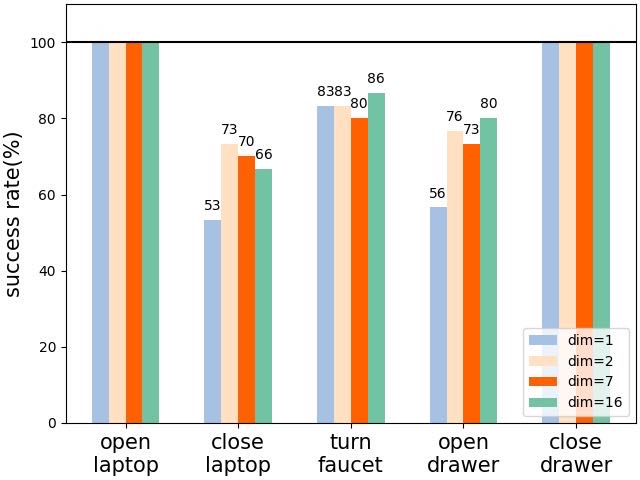 success rate(%)
100
80
60
40
20
0
53
73
70
66
83
83
80
86
56
76
73
80
open
laptop
close
laptop
turn
faucet
open
drawer
close
drawer
dim=1
dim=2
dim=7
dim=16